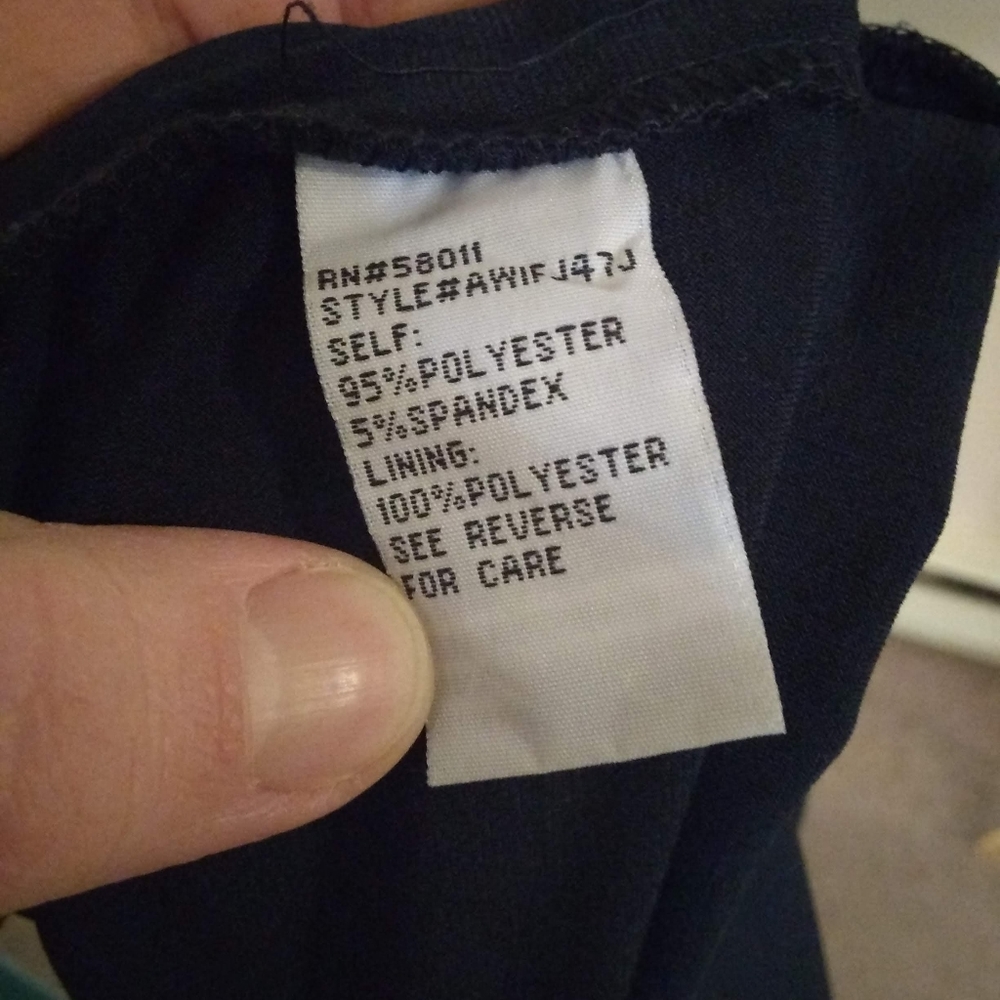 RN#58011
STYLE#AWIFJ47J
SELF:
95%POLYESTER
5%SPANDEX
LINING:
100%POLYESTER
SEE REVERSE
FOR CARE